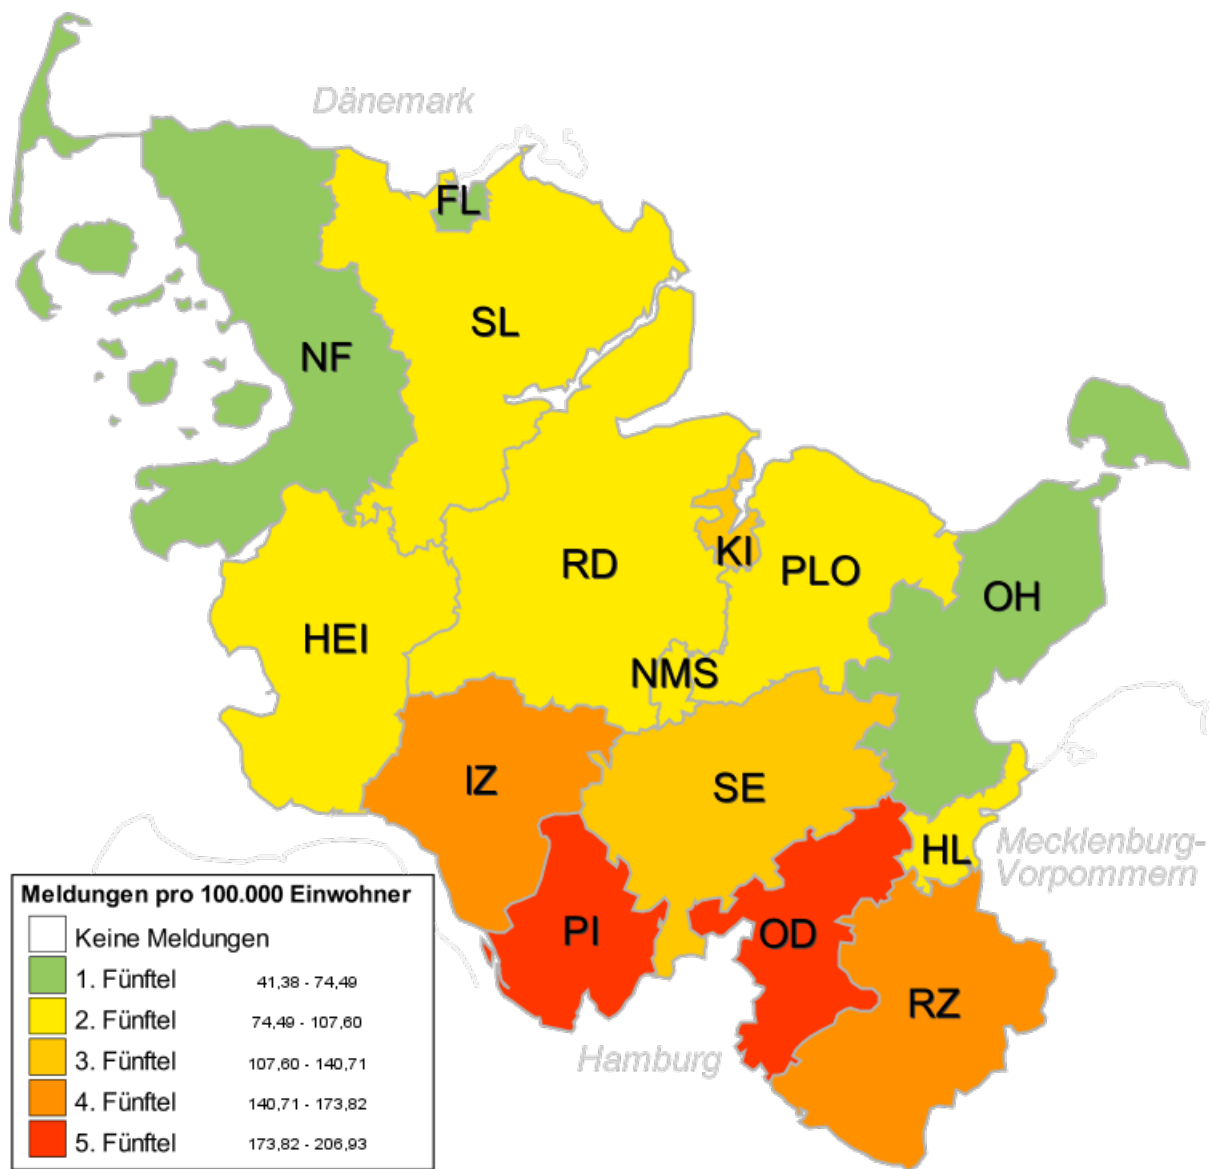 Dänemark
FL
SL
NF
RD
KI
PLO
OH
HEI
NMS
IZ
SE
HL
Mecklenburg-
Vorpommern
PI
OD
RZ
Hamburg
Meldungen pro 100.000 Einwohner
Keine Meldungen
1. Fünftel 41,38 - 74,49
2. Fünftel 74,49 - 107,60
3. Fünftel 107,60 - 140,71
4. Fünftel 140,71 - 173,82
5. Fünftel 173,82 - 206,93